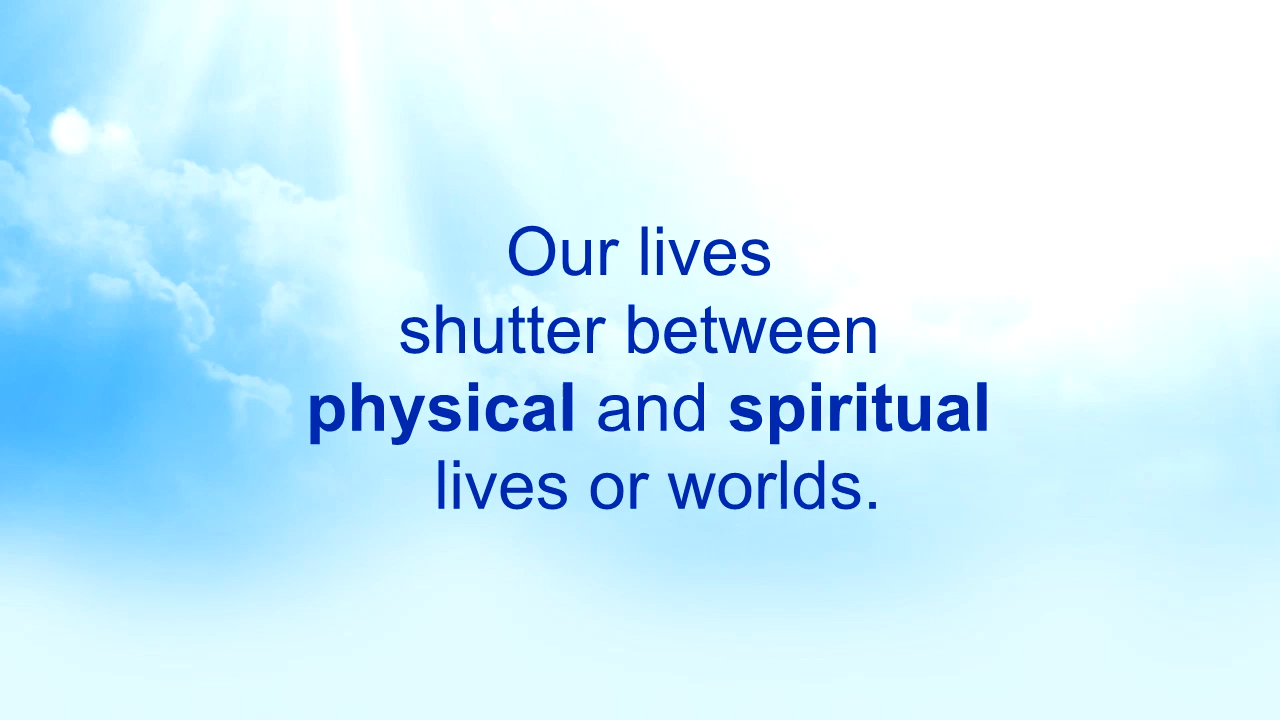 Our lives
shutter between
physical and spiritual
lives or worlds.